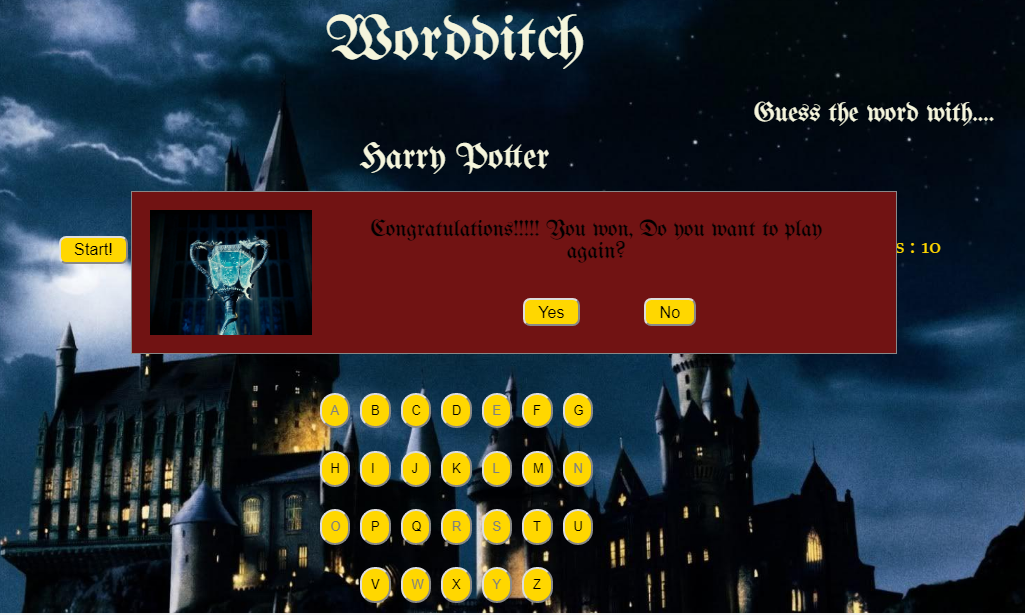 Wordditch
Guess the word with....
Harry Potter
Congratulations!!!!! You won, Do you want to play
again?
Start!
s : 10
Yes
No
A B C D E F G
H I J K L M N
O P Q R S T U
V W X Y Z